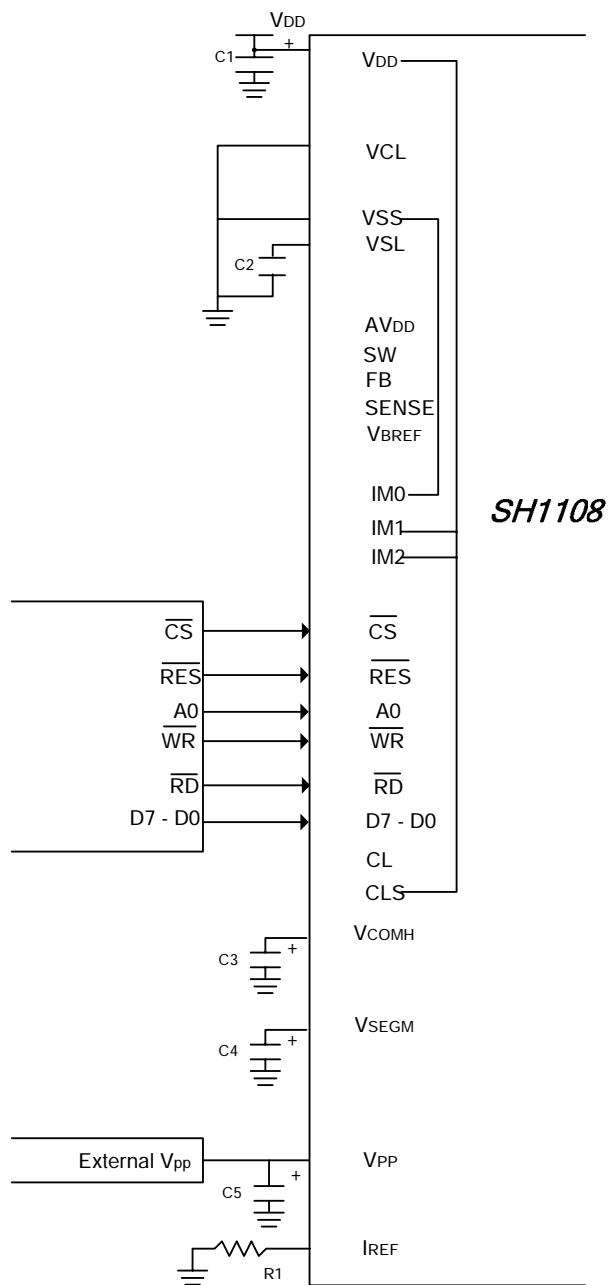 VDD
+
C1
VDD
VCL
VSS
VSL
C2
AVDD
SW
FB
SENSE
VBREF
IM0
IM1
IM2
SH1108
CS
RES
A0
WR
RD
D7 - D0
CS
RES
A0
WR
RD
D7 - D0
CL
CLS
VCOMH
C3
+
VSEGM
C4
+
External Vpp
VPP
C5
+
IREF
R1